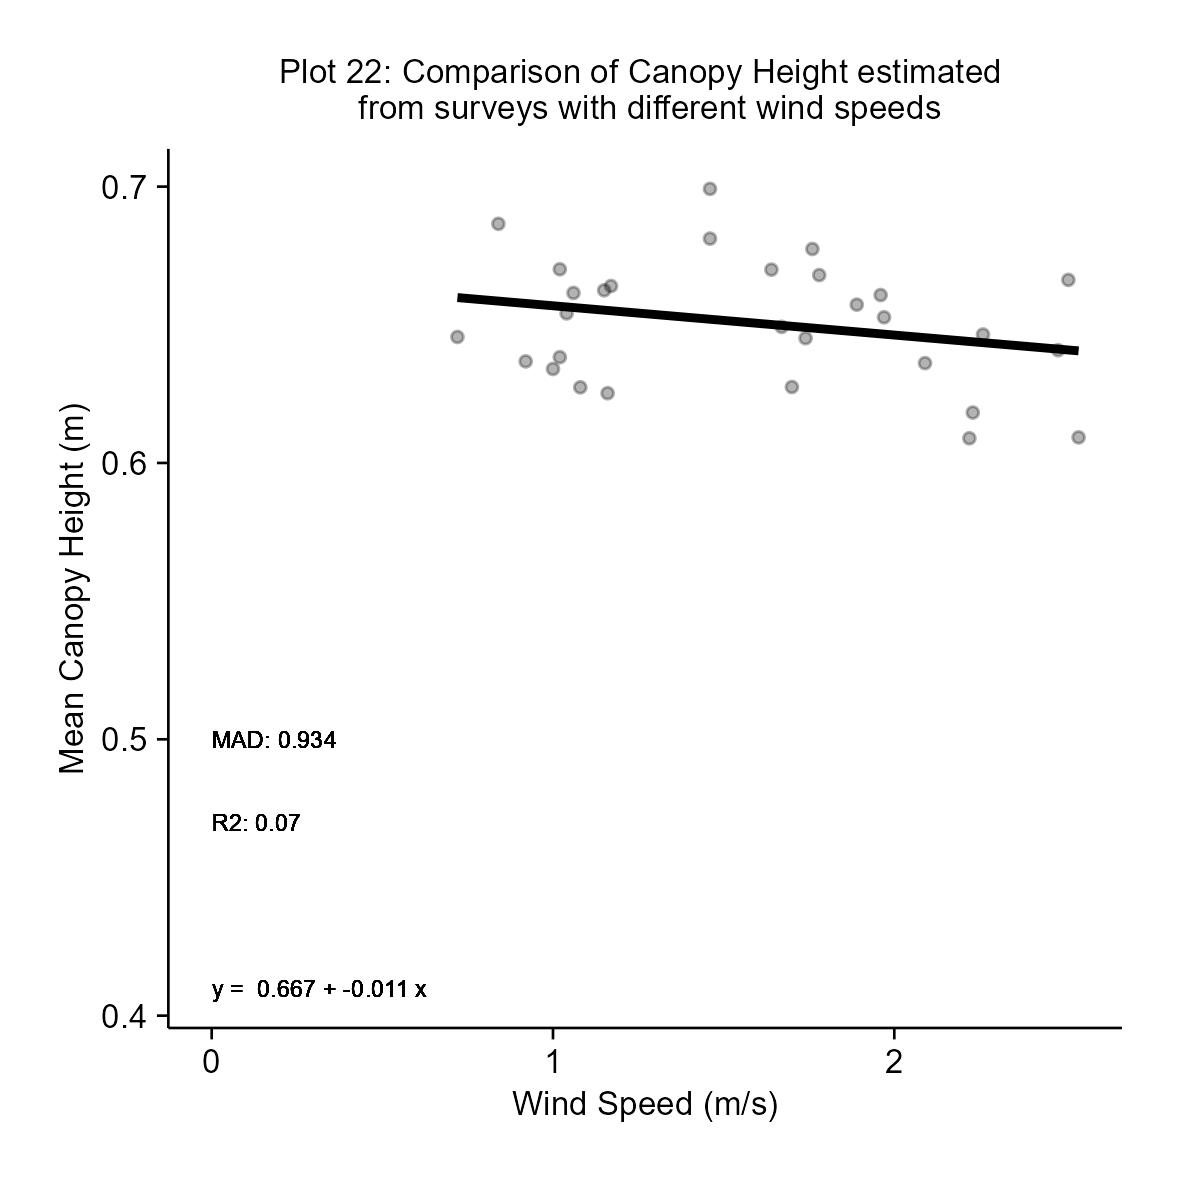 Plot 22: Comparison of Canopy Height estimated
from surveys with different wind speeds
0.7
0.6
0.5
0.4
Mean Canopy Height (m)
MAD: 0.934
R2: 0.07
y =  0.667 + -0.011 x
0
1
2
Wind Speed (m/s)